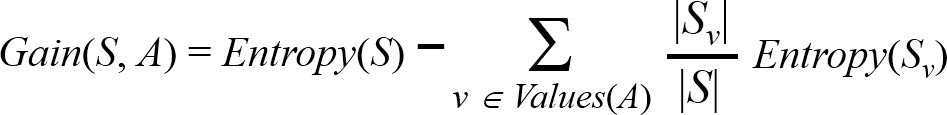 Gain(S, A) = Entropy(S) − ∑ |Sᵥ| / |S| Entropy(Sᵥ)
v ∈ Values(A)